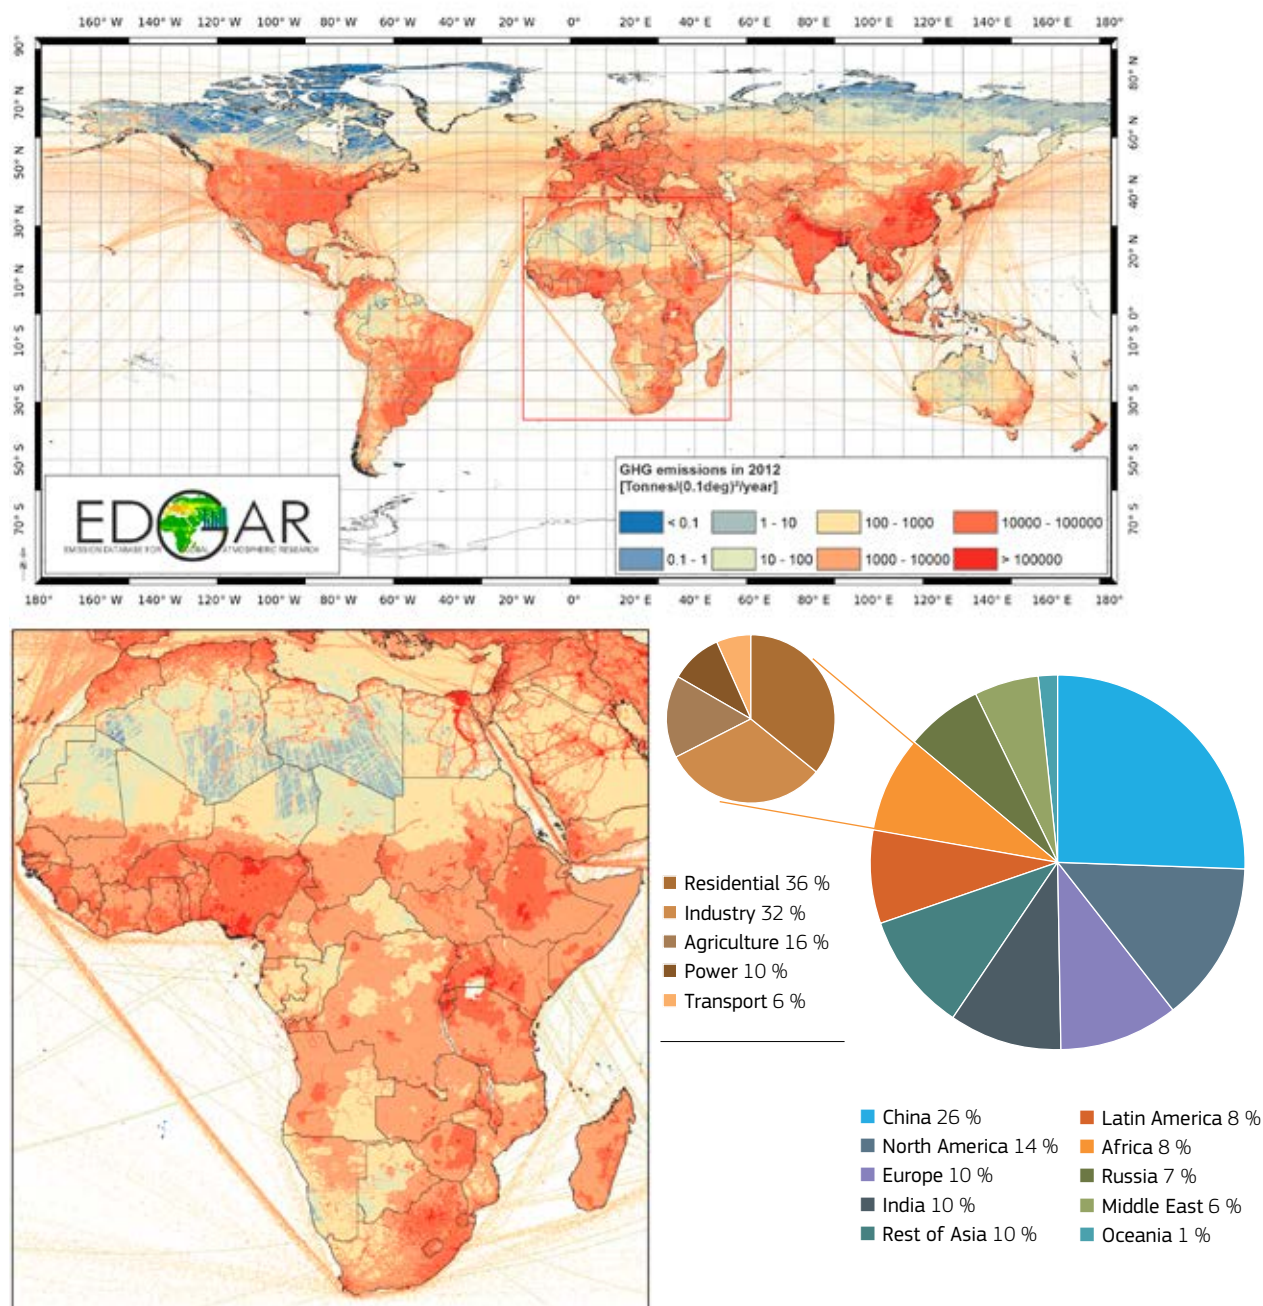 160° W 140° W 120° W 100° W 80° W 60° W 40° W 20° W 0° 20° E 40° E 60° E 80° E 100° E 120° E 140° E 160° E 180°
90°
70° N
50° N
30° N
10° N
10° S
30° S
50° S
70° S
80° N
60° N
40° N
20° N
0°
10° S
30° S
50° S
70° S
GHG emissions in 2012
[Tonnes/(0.1deg)²/year]
< 0.1 1 - 10 100 - 1000 10000 - 100000
0.1 - 1 10 - 100 1000 - 10000 > 100000
EDGAR
EMISSION DATABASE FOR GLOBAL ATMOSPHERIC RESEARCH
180° 160° W 140° W 120° W 100° W 80° W 60° W 40° W 20° W 0° 20° E 40° E 60° E 80° E 100° E 120° E 140° E 160° E 180°
Residential 36 %
Industry 32 %
Agriculture 16 %
Power 10 %
Transport 6 %
China 26 %
North America 14 %
Europe 10 %
India 10 %
Rest of Asia 10 %
Latin America 8 %
Africa 8 %
Russia 7 %
Middle East 6 %
Oceania 1 %